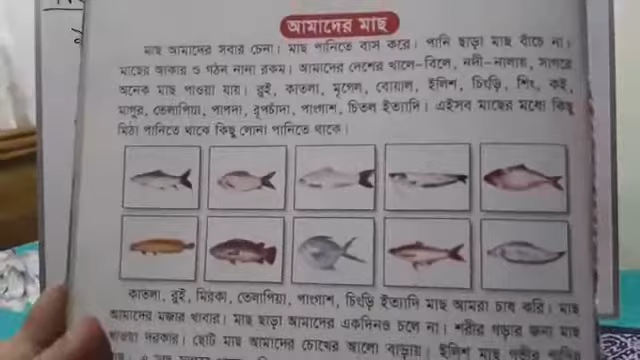 আমাদের মাছ
মাছ আমাদের সবার চেনা। মাছ পানিতে বাস করে। পানি ছাড়া মাছ বাঁচে না।
মাছের আকার ও গঠন নানা রকম। আমাদের দেশের খালে-বিলে, নদী-নালায়, সাগরে
অনেক মাছ পাওয়া যায়। রুই, কাতলা, মৃগেল, বোয়াল, ইলিশ, চিংড়ি, শিং, কই,
মাগুর, তেলাপিয়া, পাপদা, রূপচাঁদা, পাংগাশ, চিতল ইত্যাদি। এইসব মাছের মধ্যে কিছু
মিঠা পানিতে থাকে কিছু লোনা পানিতে থাকে।
কাতলা, রুই, মিরকা, তেলাপিয়া, পাংগাশ, চিংড়ি ইত্যাদি মাছ আমরা চাষ করি। মাছ
আমাদের মজার খাবার। মাছ ছাড়া আমাদের একদিনও চলে না। শরীর গড়ার জন্য মাছ
খাওয়া দরকার। ছোট মাছ আমাদের চোখের আলো বাড়ায়। ইলিশ মাছ